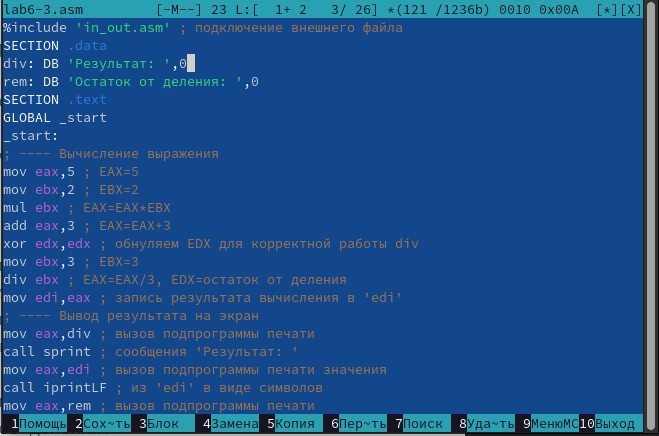 lab6-3.asm [-M--] 23 L:[ 1+ 2 3/ 26] *(121 /1236b) 0010 0x00A [*][X]
%include 'in_out.asm' ; подключение внешнего файла
SECTION .data
div: DB 'Результат: ',0
rem: DB 'Остаток от деления: ',0
SECTION .text
GLOBAL _start
_start:
; ---- Вычисление выражения
mov eax,5 ; EAX=5
mov ebx,2 ; EBX=2
mul ebx ; EAX=EAX*EBX
add eax,3 ; EAX=EAX+3
xor edx,edx ; обнуляем EDX для корректной работы div
mov ebx,3 ; EBX=3
div ebx ; EAX=EAX/3, EDX=остаток от деления
mov edi,eax ; запись результата вычисления в 'edi'
; ---- Вывод результата на экран
mov eax,div ; вызов подпрограммы печати
call sprint ; сообщения 'Результат: '
mov eax,edi ; вызов подпрограммы печати значения
call iprintLF ; из 'edi' в виде символов
mov eax,rem ; вызов подпрограммы печати
1Помощь 2Сох~ть 3Блок 4Замена 5Копия 6Пер~ть 7Поиск 8Уда~ть 9МенюМС 10Выход